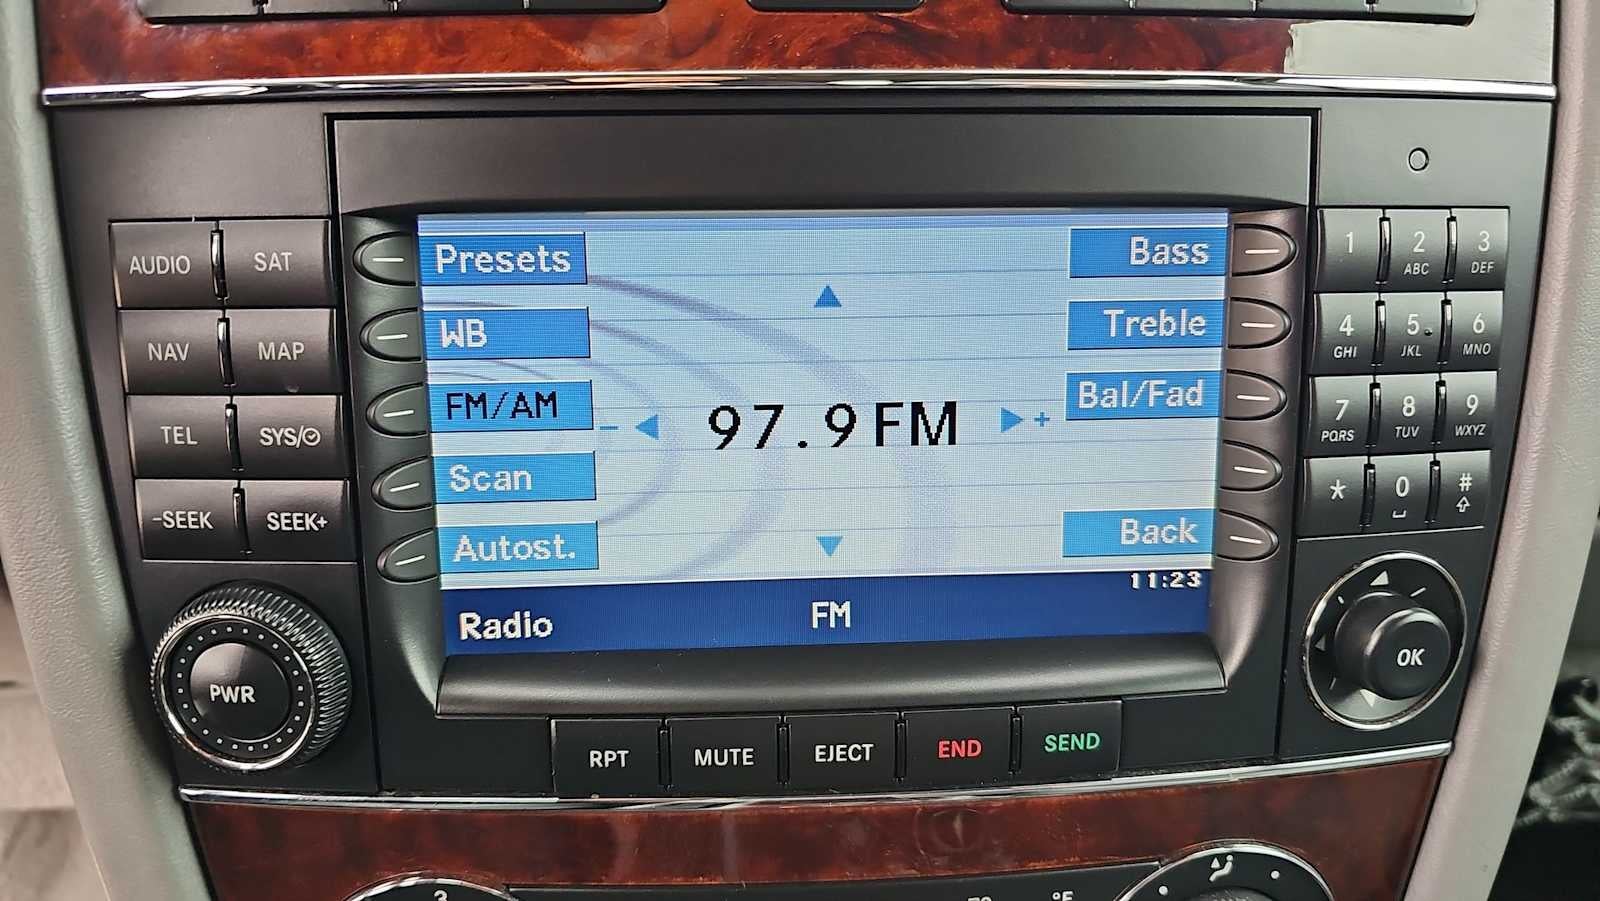 AUDIO
SAT
NAV
MAP
TEL
SYS/
-SEEK
SEEK+
PWR
Presets
WB
FM/AM
Scan
Autost.
- 97.9 FM +
Bass
Treble
Bal/Fad
Back
11:23
Radio
FM
RPT
MUTE
EJECT
END
SEND
1
2
ABC
3
DEF
4
GHI
5
JKL
6
MNO
7
PQRS
8
TUV
9
WXYZ
*
0
#
OK
3
°F